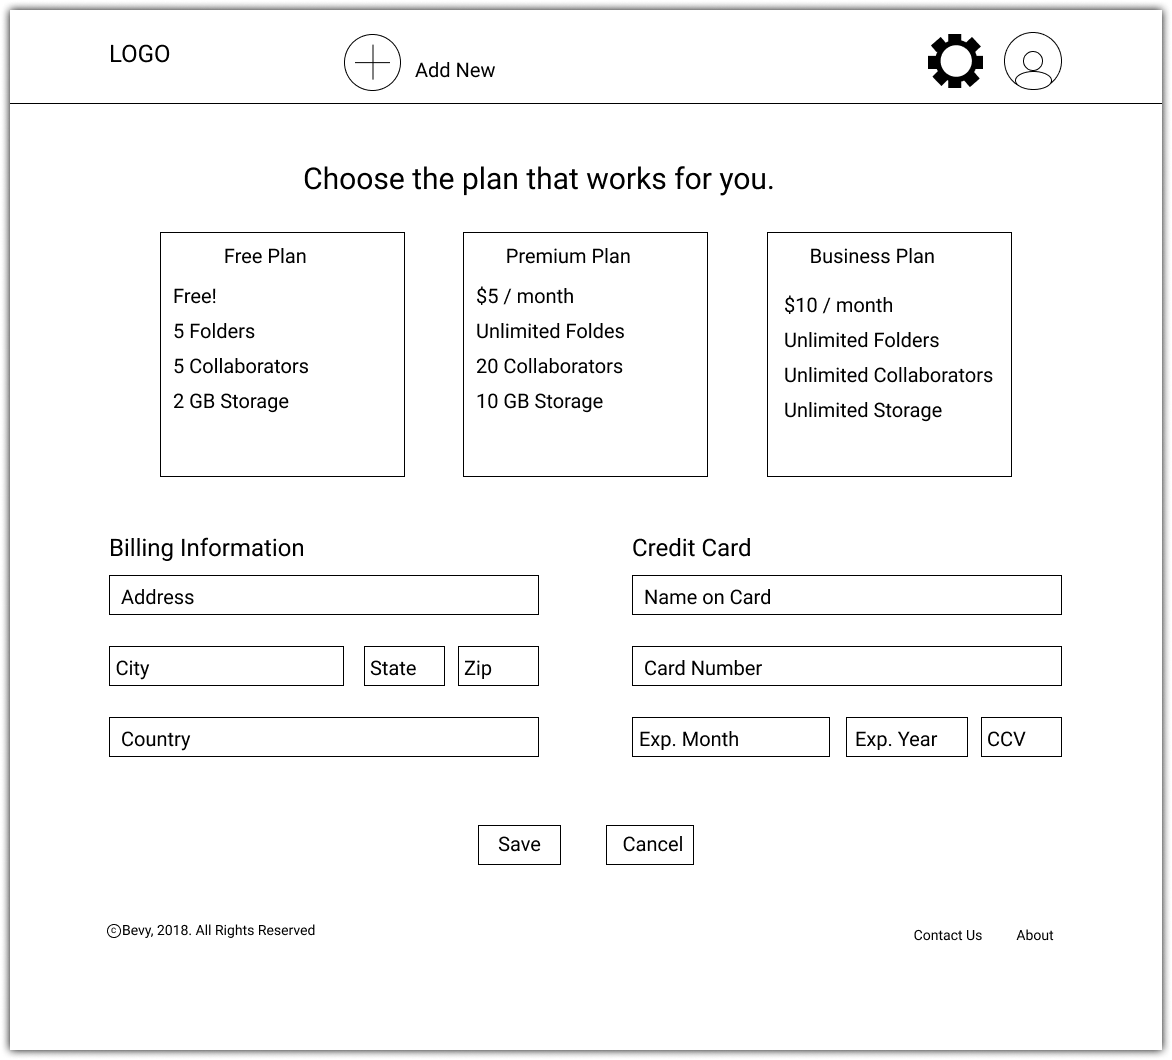 LOGO
Add New
Choose the plan that works for you.
Free Plan
Free!
5 Folders
5 Collaborators
2 GB Storage
Premium Plan
$5 / month
Unlimited Foldes
20 Collaborators
10 GB Storage
Business Plan
$10 / month
Unlimited Folders
Unlimited Collaborators
Unlimited Storage
Billing Information
Address
City State Zip
Country
Credit Card
Name on Card
Card Number
Exp. Month Exp. Year CCV
Save Cancel
©Bevy, 2018. All Rights Reserved
Contact Us About